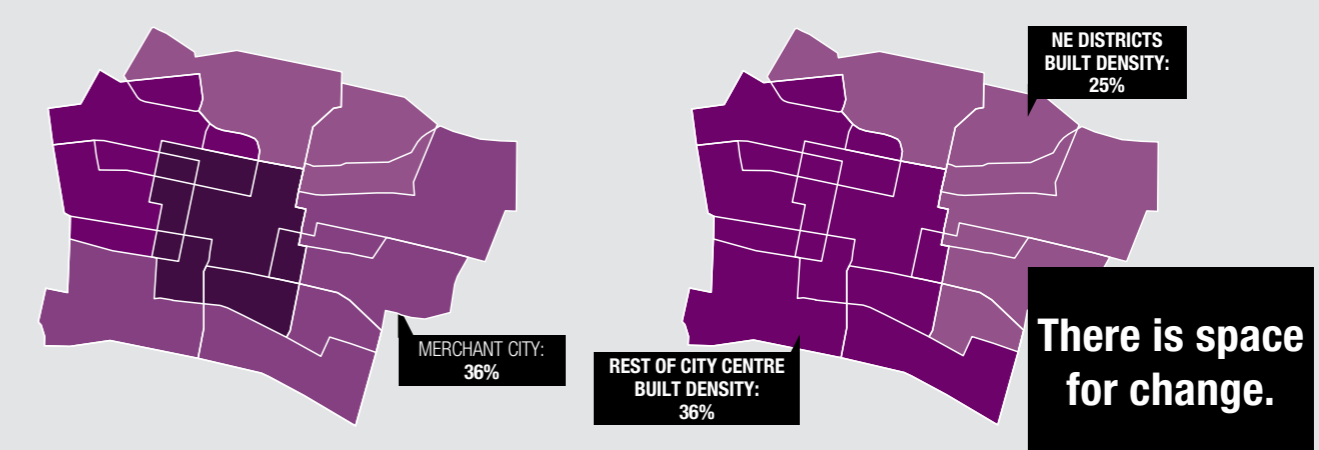 MERCHANT CITY:
36%
NE DISTRICTS
BUILT DENSITY:
25%
REST OF CITY CENTRE
BUILT DENSITY:
36%
There is space
for change.